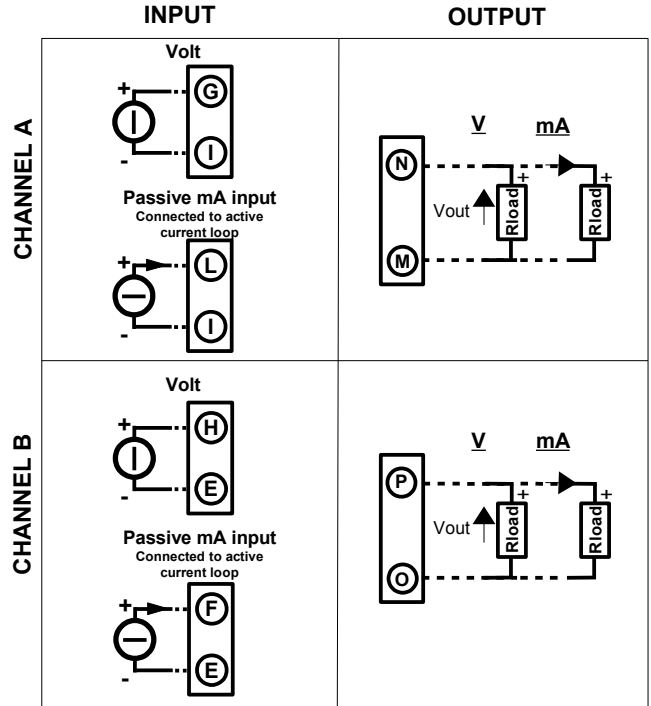 INPUT
OUTPUT
CHANNEL A
Volt
+
G
-
I
Passive mA input
Connected to active
current loop
+
L
-
I
V mA
N
+ +
Vout Rload Rload
M
CHANNEL B
Volt
+
H
-
E
Passive mA input
Connected to active
current loop
+
F
-
E
V mA
P
+ +
Vout Rload Rload
O